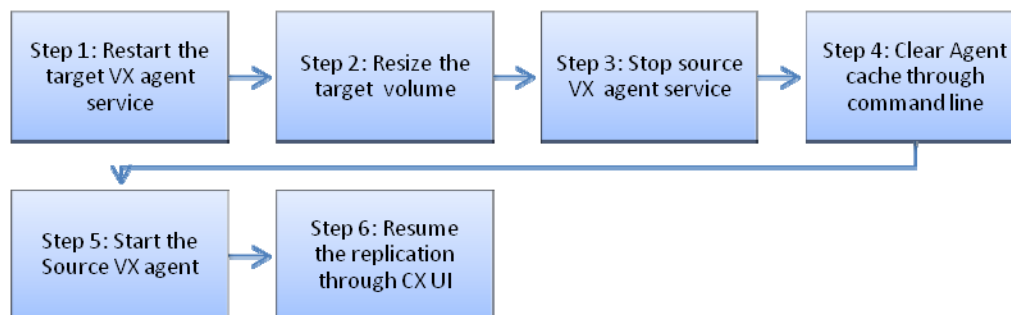 Step 1: Restart the
target VX agent
service
Step 2: Resize the
target volume
Step 3: Stop source
VX agent service
Step 4: Clear Agent
cache through
command line
Step 5: Start the
Source VX agent
Step 6: Resume
the replication
through CX UI